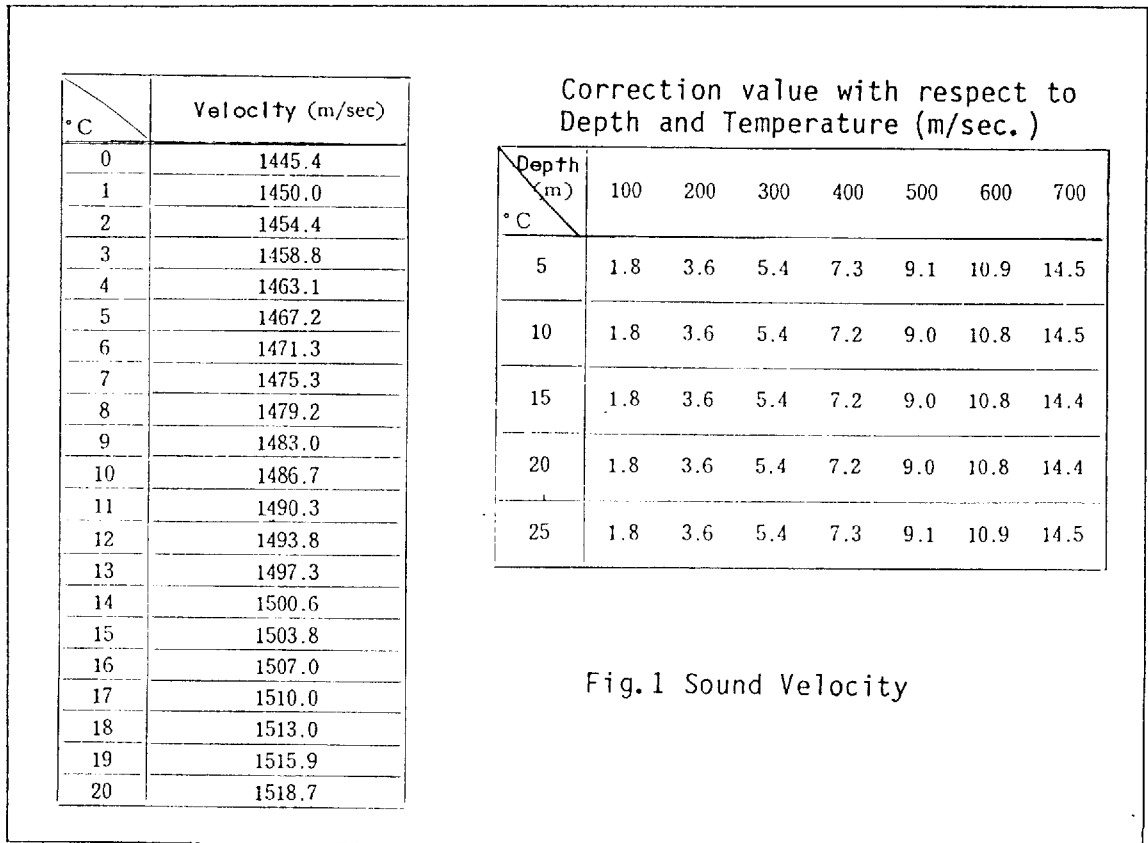 °C Velocity (m/sec)
0 1445.4
1 1450.0
2 1454.4
3 1458.8
4 1463.1
5 1467.2
6 1471.3
7 1475.3
8 1479.2
9 1483.0
10 1486.7
11 1490.3
12 1493.8
13 1497.3
14 1500.6
15 1503.8
16 1507.0
17 1510.0
18 1513.0
19 1515.9
20 1518.7
Correction value with respect to
Depth and Temperature (m/sec.)
Depth
(m) 100 200 300 400 500 600 700
°C
5 1.8 3.6 5.4 7.3 9.1 10.9 14.5
10 1.8 3.6 5.4 7.2 9.0 10.8 14.5
15 1.8 3.6 5.4 7.2 9.0 10.8 14.4
20 1.8 3.6 5.4 7.2 9.0 10.8 14.4
25 1.8 3.6 5.4 7.3 9.1 10.9 14.5
Fig.1 Sound Velocity